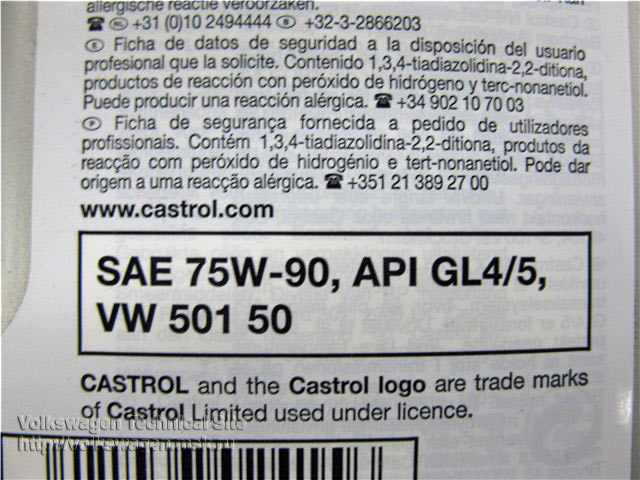 allergische reactie veroorzaken.
☎ NL +31 (0)10 2494444 B +32-3-2866203
E Ficha de datos de seguridad a la disposición del usuario
profesional que la solicite. Contenido 1,3,4-tiadiazolidina-2,2-ditiona,
productos de reacción con peróxido de hidrógeno y terc-nonanetiol.
Puede producir una reacción alérgica. ☎ +34 902 10 70 03
P Ficha de segurança fornecida a pedido de utilizadores
profissionais. Contém 1,3,4-tiadiazolidina-2,2-ditiona, produtos da
reacção com peróxido de hidrogénio e tert-nonanetiol. Pode dar
origem a uma reacção alérgica. ☎ +351 21 389 27 00
www.castrol.com
SAE 75W-90, API GL4/5,
VW 501 50
CASTROL and the Castrol logo are trade marks
of Castrol Limited used under licence.
Volkswagen Technical Site
http://volkswagen.msk.ru